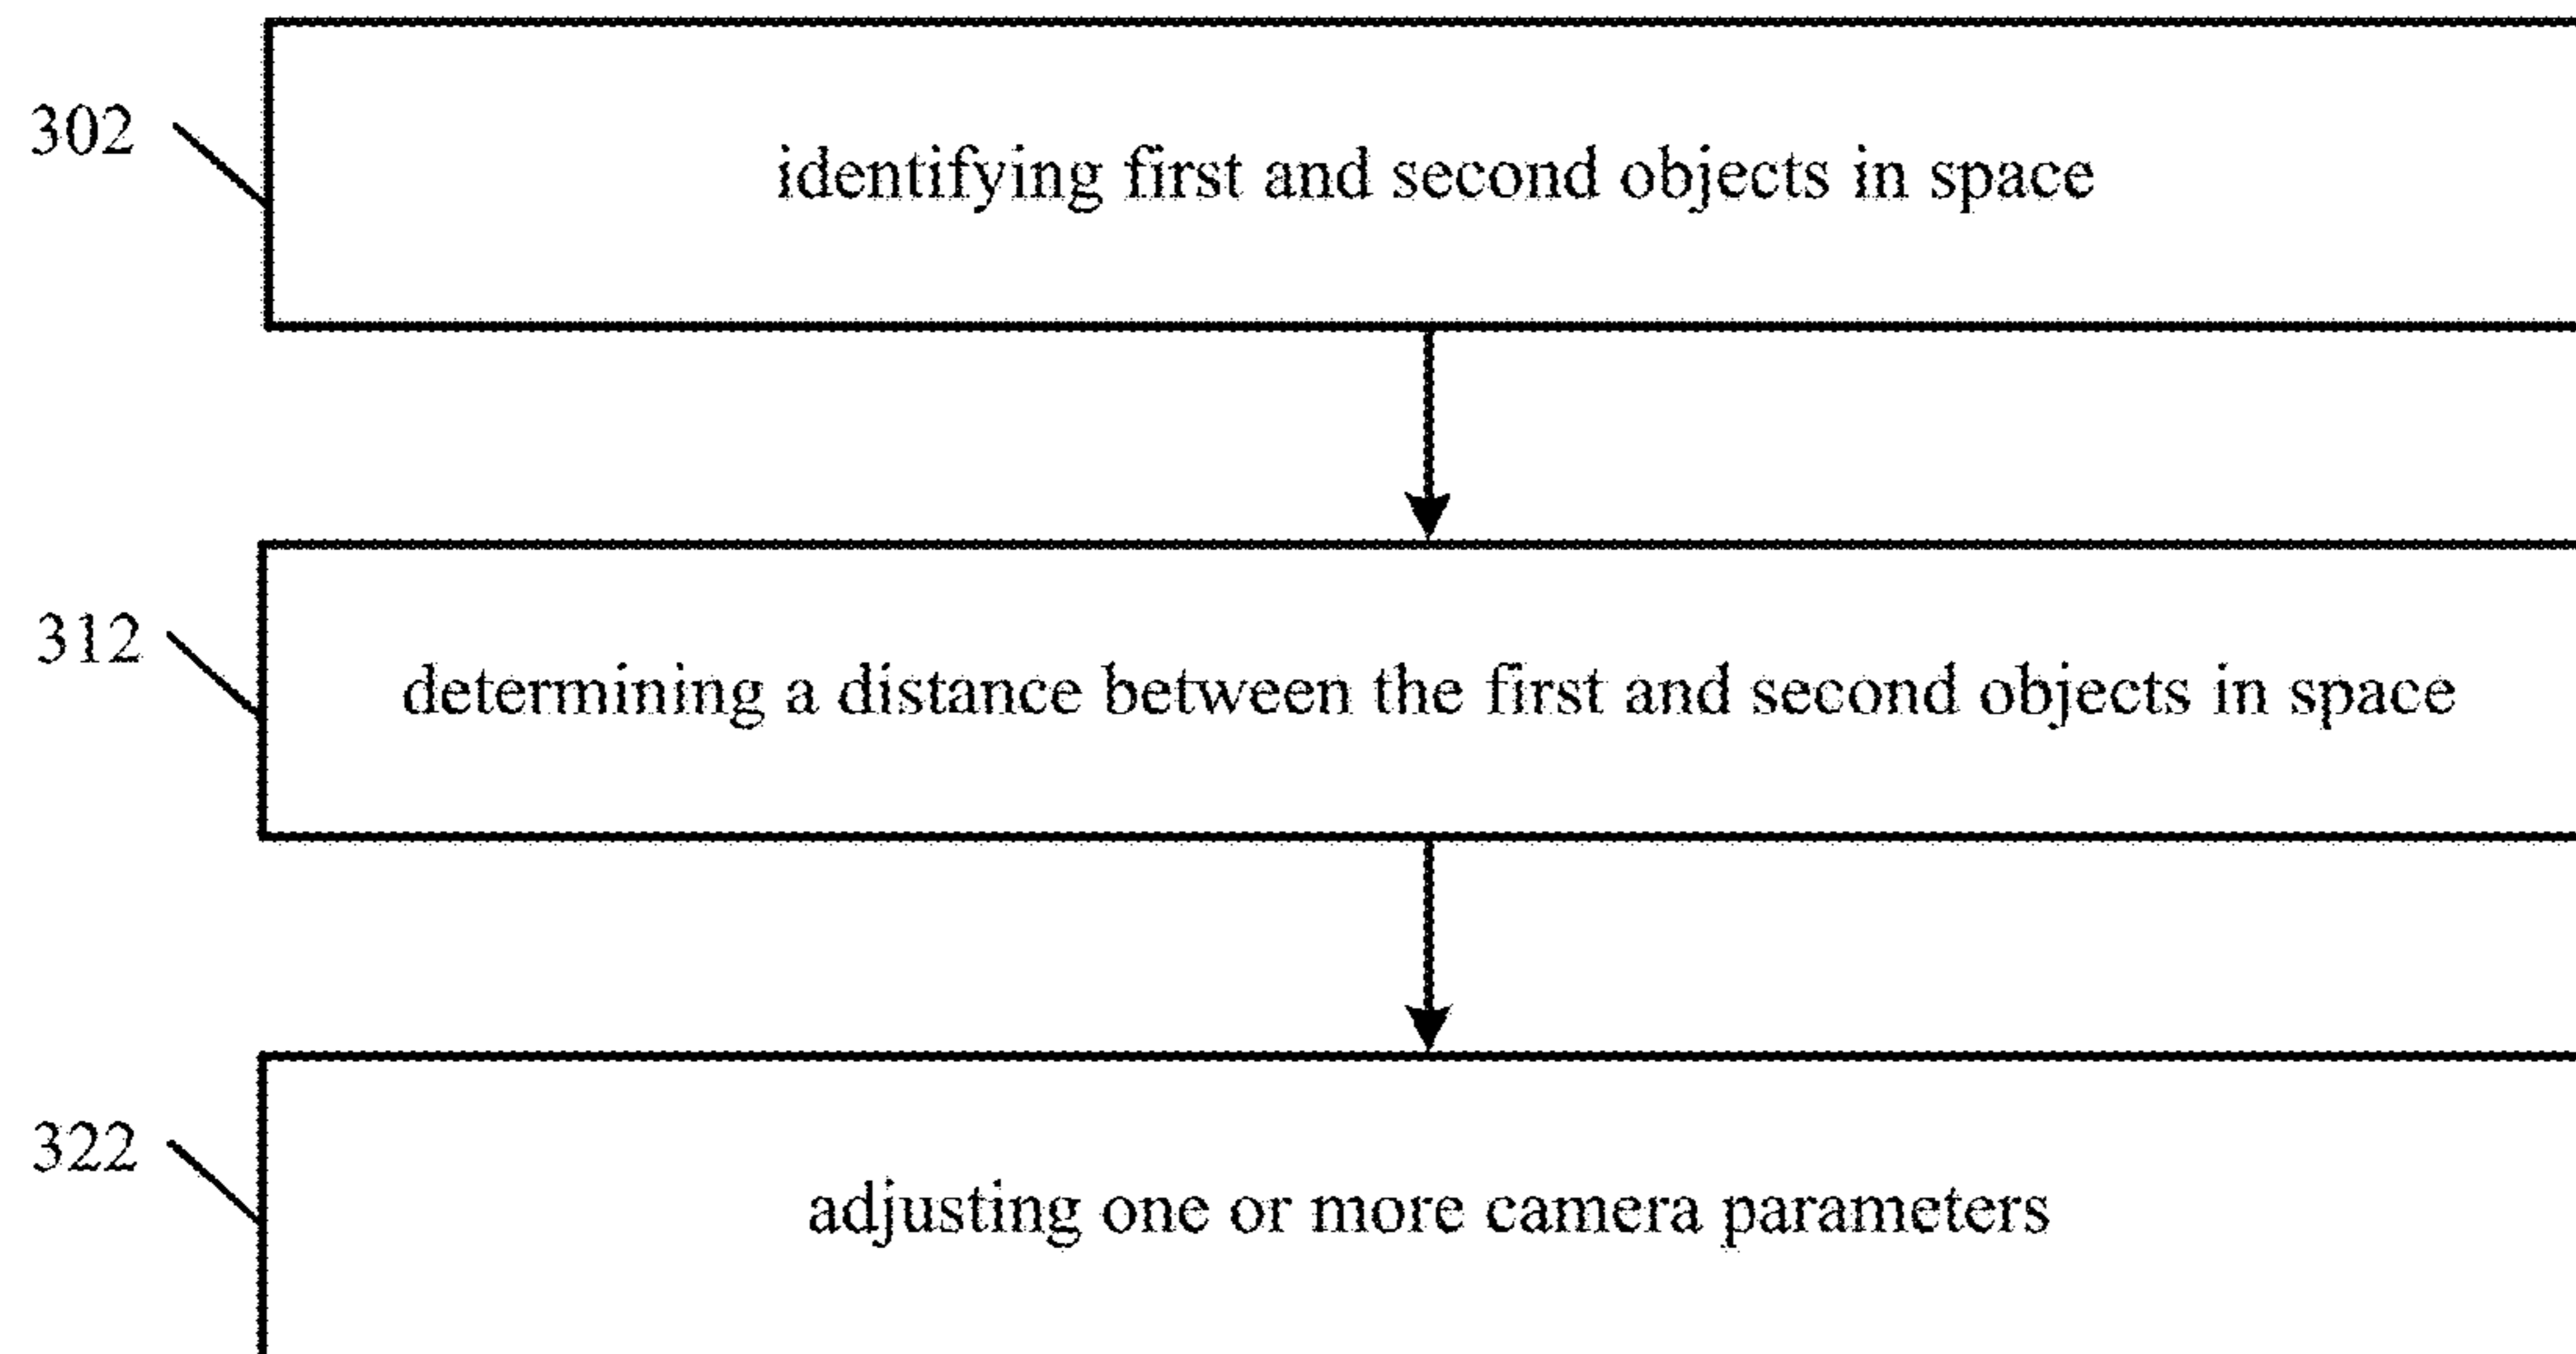 302
identifying first and second objects in space
312
determining a distance between the first and second objects in space
322
adjusting one or more camera parameters